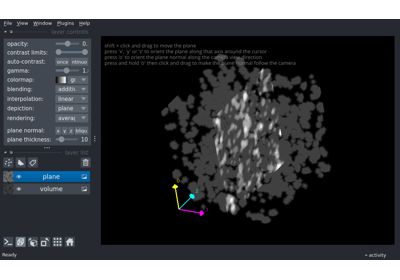 File View Window Plugins Help
layer controls
shift + click and drag to move the plane
press 'x', 'y' or 'z' to orient the plane along that axis around the cursor
press 'o' to orient the plane normal along the camera view direction
press and hold 'o' then click and drag to make the plane normal follow the camera
opacity: 0.
contrast limits:
auto-contrast: once
gamma: 1.
colormap: gr
blending: additiv
interpolation: linear
depiction: plane
rendering: averag
plane normal: x y z oblique
plane thickness: 10
layer list
plane
volume
Ready
activity